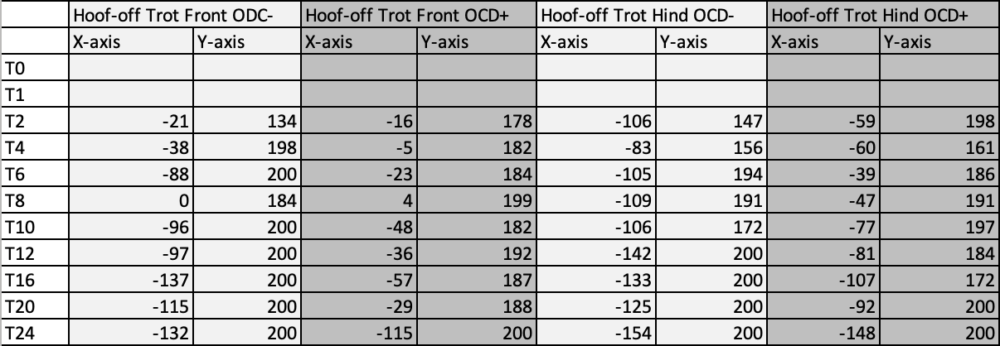 Hoof-off Trot Front ODC- Hoof-off Trot Front OCD+ Hoof-off Trot Hind OCD- Hoof-off Trot Hind OCD+
X-axis Y-axis X-axis Y-axis X-axis Y-axis X-axis Y-axis
T0
T1
T2 -21 134 -16 178 -106 147 -59 198
T4 -38 198 -5 182 -83 156 -60 161
T6 -88 200 -23 184 -105 194 -39 186
T8 0 184 4 199 -109 191 -47 191
T10 -96 200 -48 182 -106 172 -77 197
T12 -97 200 -36 192 -142 200 -81 184
T16 -137 200 -57 187 -133 200 -107 172
T20 -115 200 -29 188 -125 200 -92 200
T24 -132 200 -115 200 -154 200 -148 200